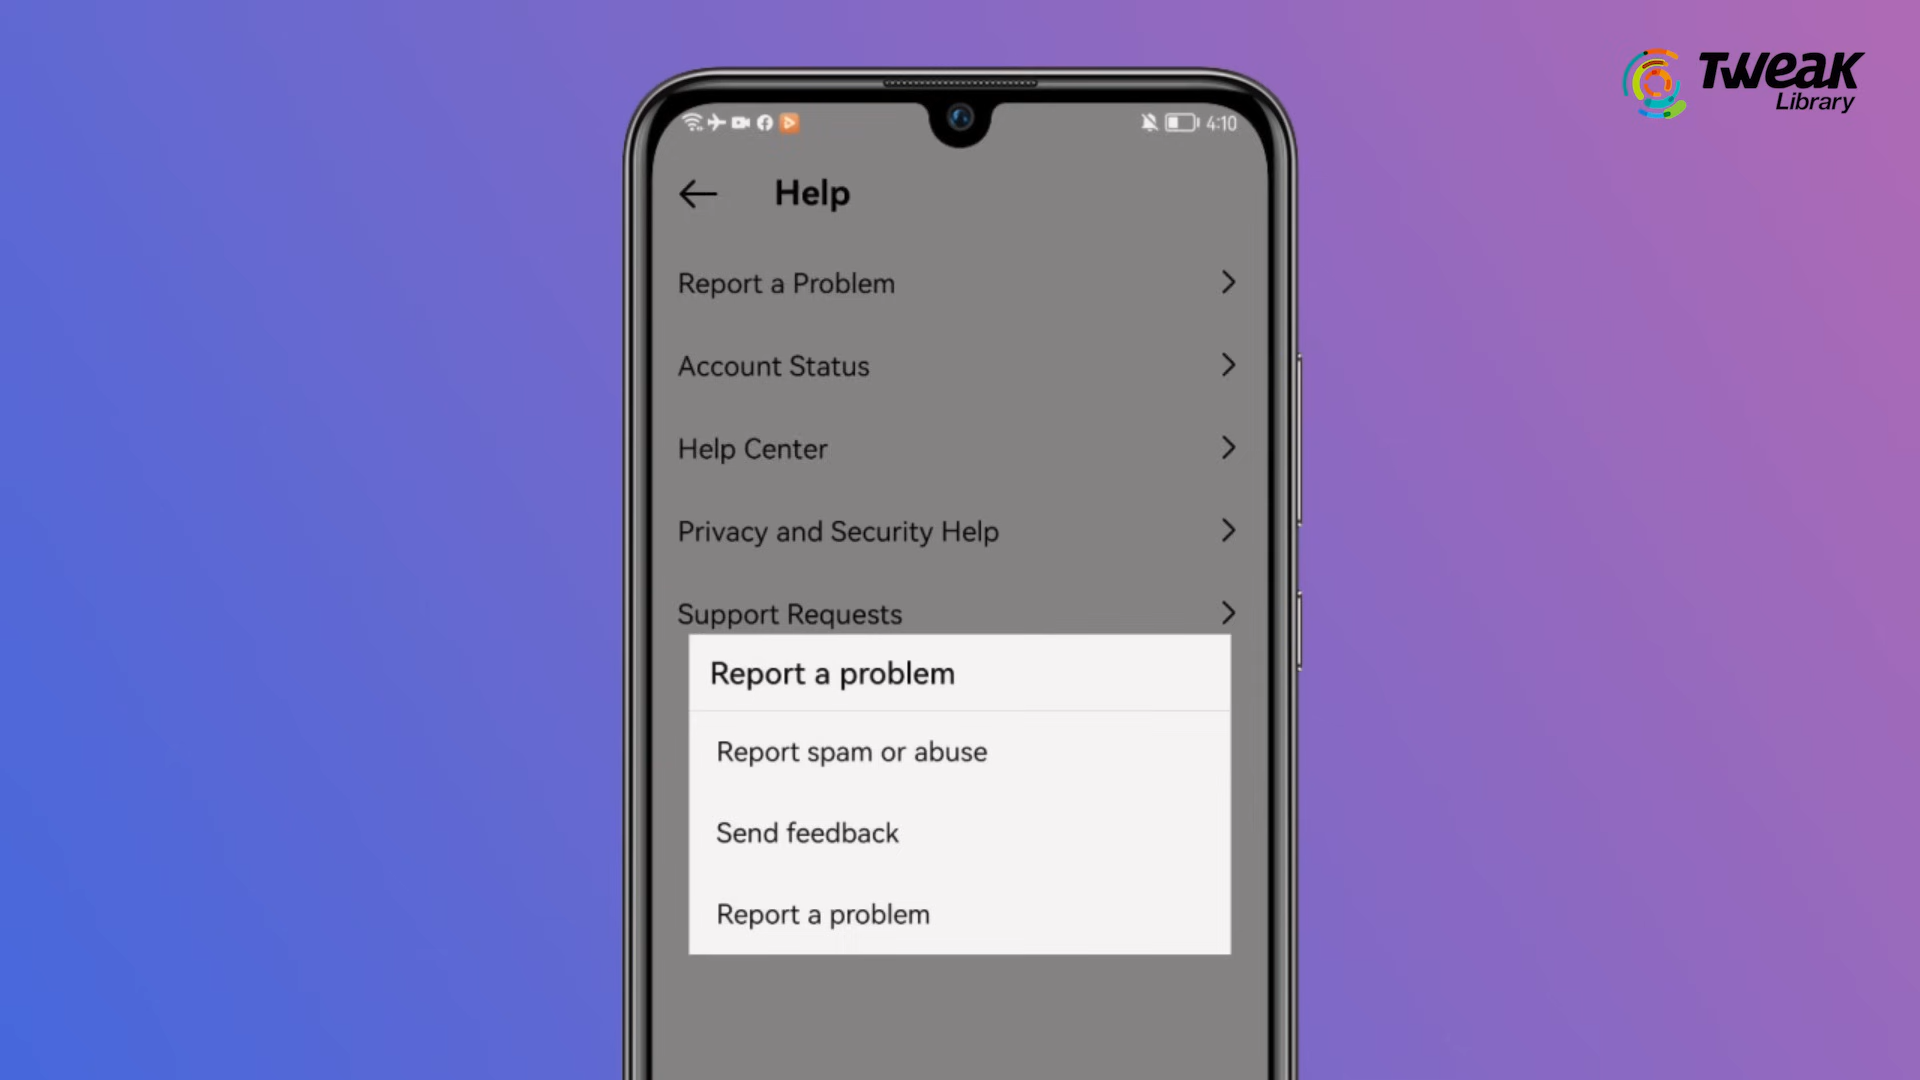 TWEAK
Library
4:10
Help
Report a Problem
Account Status
Help Center
Privacy and Security Help
Support Requests
Report a problem
Report spam or abuse
Send feedback
Report a problem